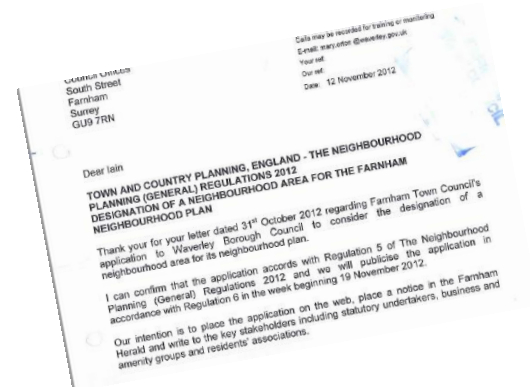 Calls may be recorded for training or monitoring
E-mail: mary.orton @waverley.gov.uk
Your ref:
Our ref:
Date: 12 November 2012
Council Offices
South Street
Farnham
Surrey
GU9 7RN
Dear Iain
TOWN AND COUNTRY PLANNING, ENGLAND - THE NEIGHBOURHOOD
PLANNING (GENERAL) REGULATIONS 2012
DESIGNATION OF A NEIGHBOURHOOD AREA FOR THE FARNHAM
NEIGHBOURHOOD PLAN
Thank your for your letter dated 31st October 2012 regarding Farnham Town Council's
application to Waverley Borough Council to consider the designation of a
neighbourhood area for its neighbourhood plan.
I can confirm that the application accords with Regulation 5 of The Neighbourhood
Planning (General) Regulations 2012 and we will publicise the application in
accordance with Regulation 6 in the week beginning 19 November 2012.
Our intention is to place the application on the web, place a notice in the Farnham
Herald and write to the key stakeholders including statutory undertakers, business and
amenity groups and residents' associations.